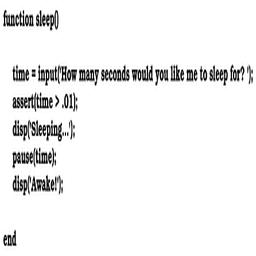 function sleep()
time = input('How many seconds would you like me to sleep for? ');
assert(time > .01);
disp('Sleeping...');
pause(time);
disp('Awake!');
end